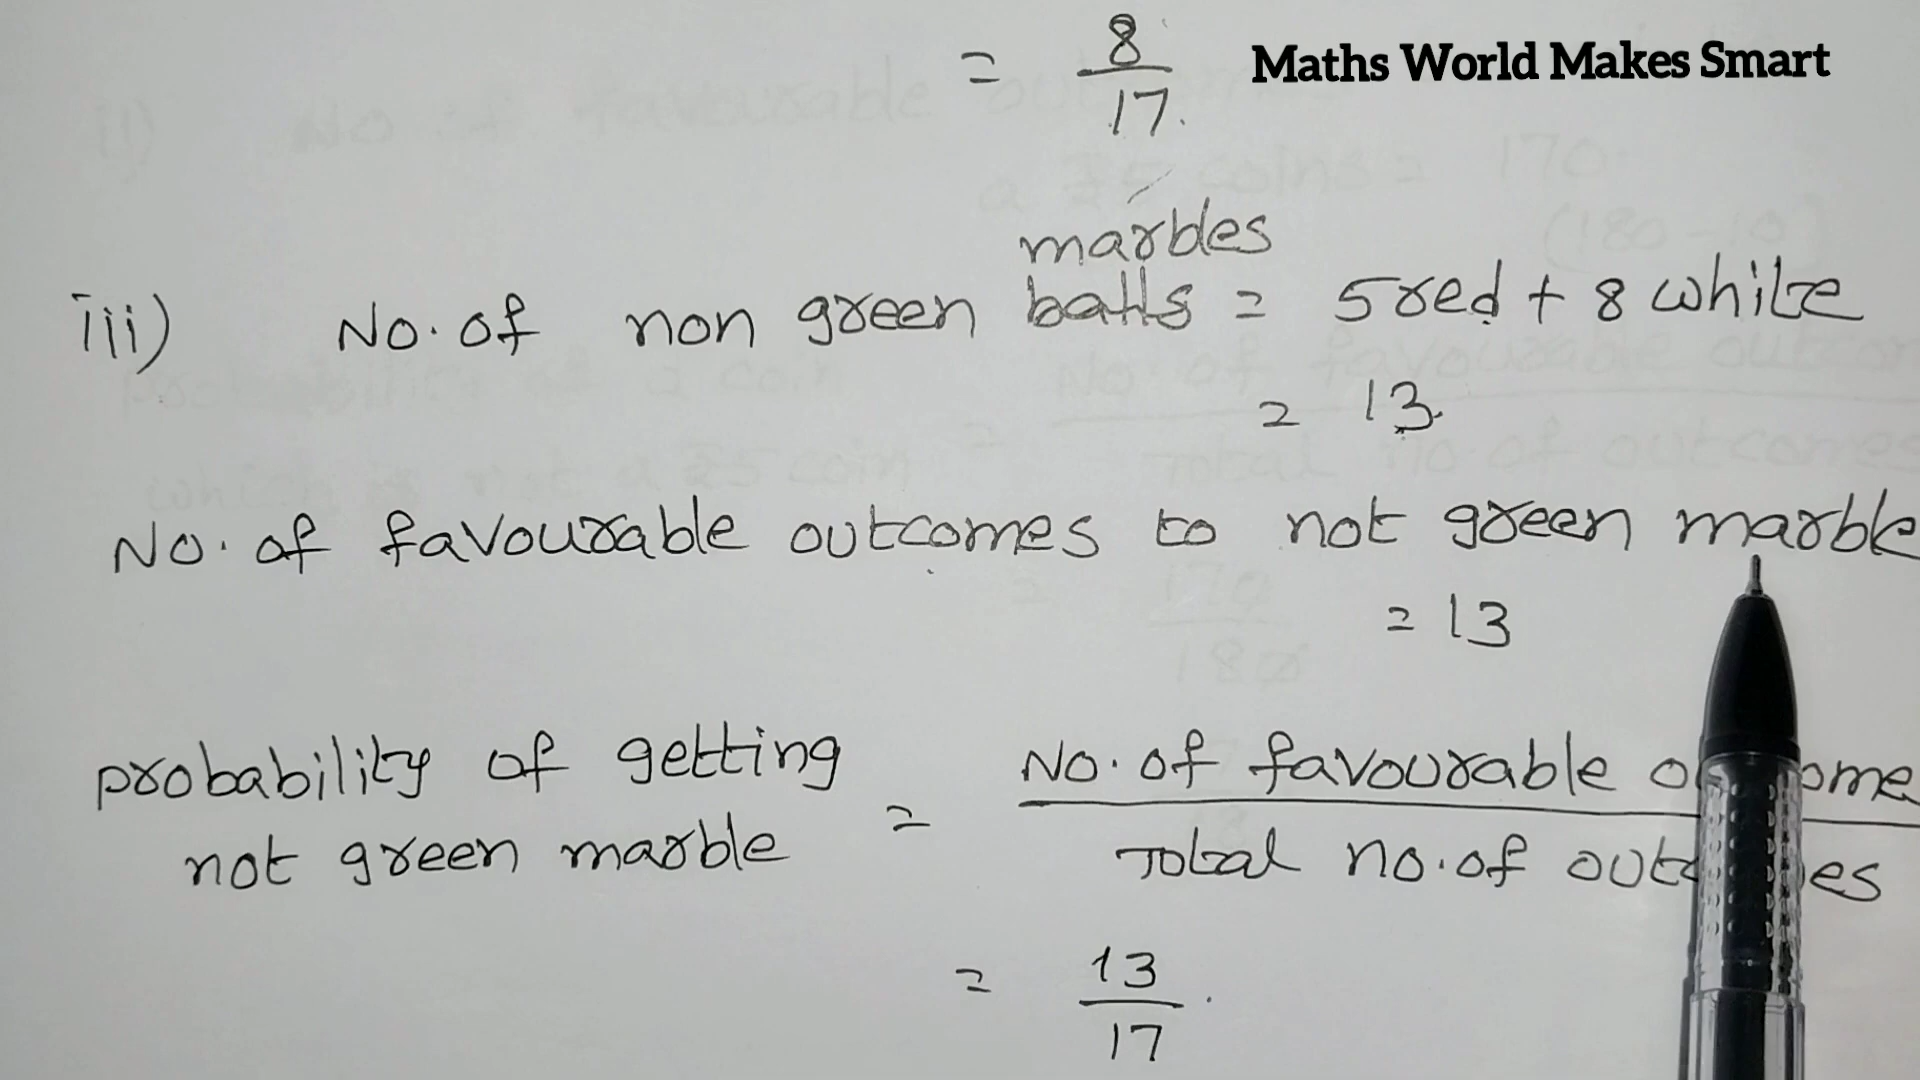 = 8/17.
Maths World Makes Smart
marbles
iii) No. of non green balls = 5 red + 8 white
= 13.
No. of favourable outcomes to not green marble
= 13
probability of getting not green marble = No. of favourable / Total no. of
= 13/17.